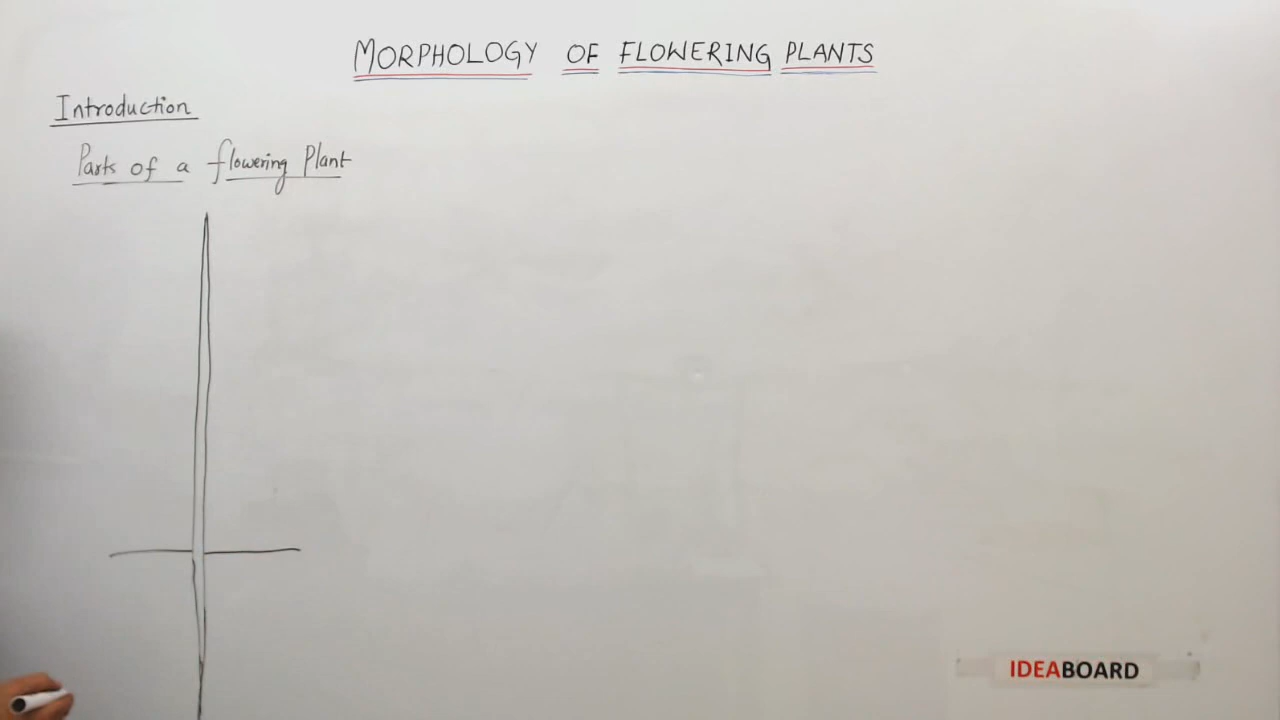 MORPHOLOGY OF FLOWERING PLANTS
Introduction
Parts of a flowering Plant
IDEABOARD